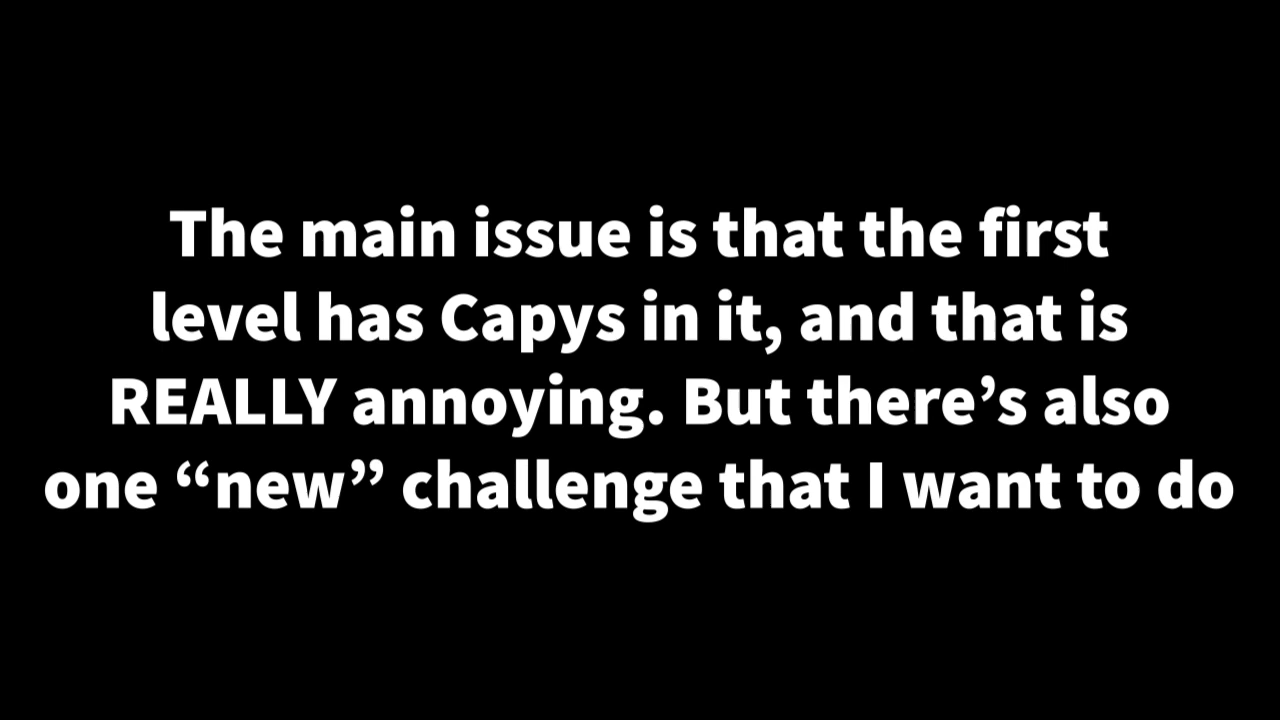 The main issue is that the first
level has Capys in it, and that is
REALLY annoying. But there’s also
one “new” challenge that I want to do